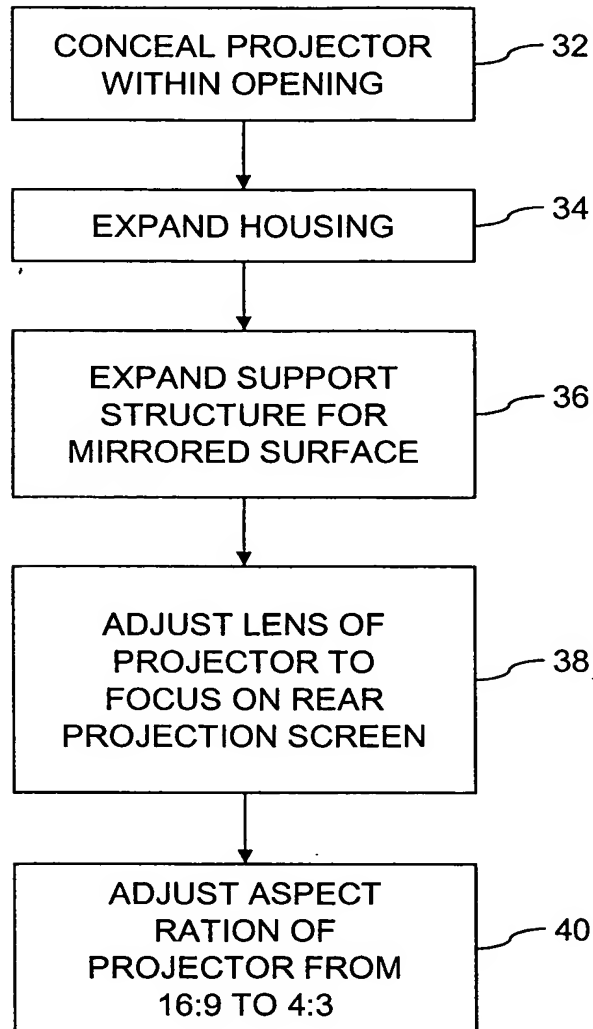 CONCEAL PROJECTOR
WITHIN OPENING
32
EXPAND HOUSING
34
EXPAND SUPPORT
STRUCTURE FOR
MIRRORED SURFACE
36
ADJUST LENS OF
PROJECTOR TO
FOCUS ON REAR
PROJECTION SCREEN
38
ADJUST ASPECT
RATION OF
PROJECTOR FROM
16:9 TO 4:3
40